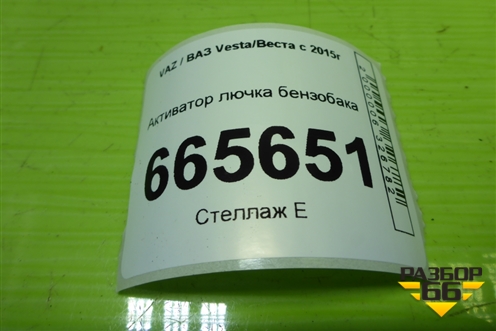 VAZ / ВАЗ Vesta/Веста с 2015г
Активатор лючка бензобака
665651
Стеллаж Е
РАЗБОР
66